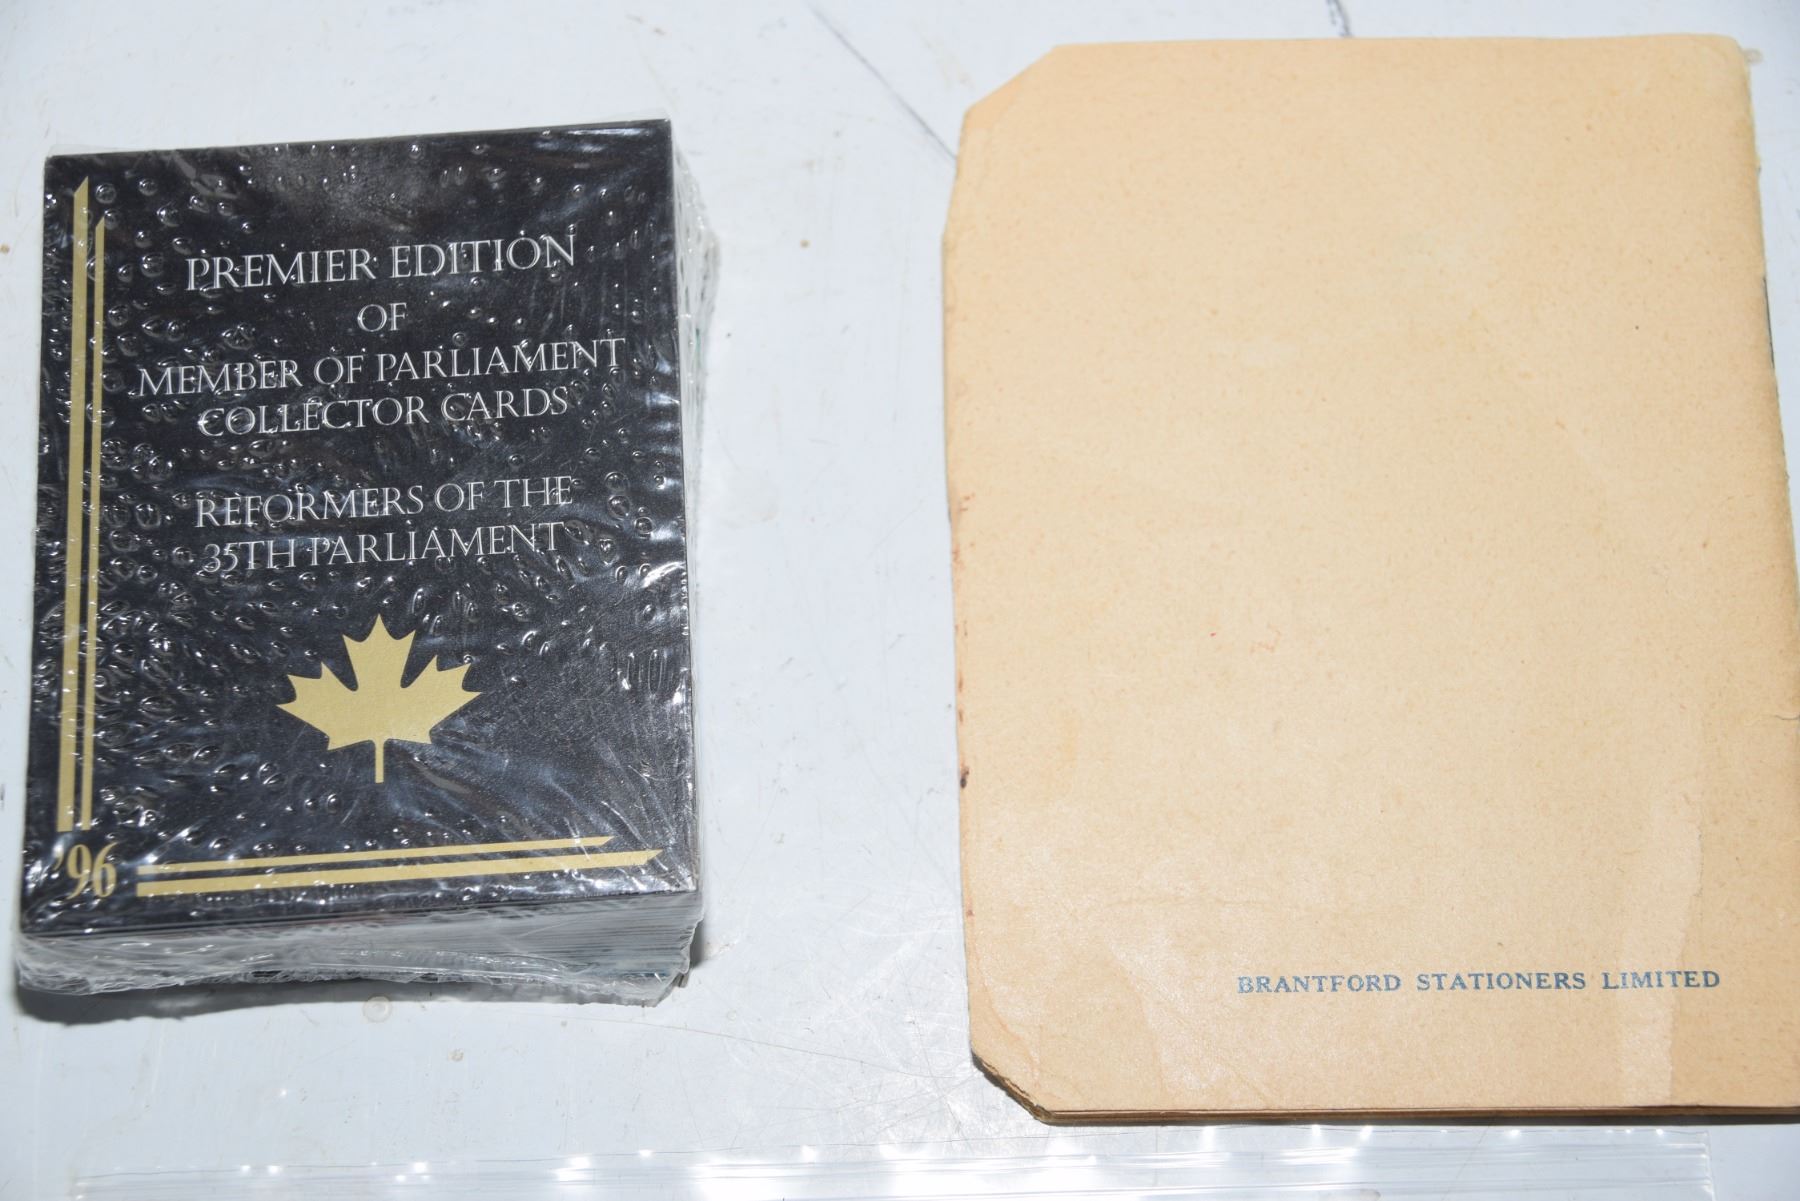 PREMIER EDITION
OF
MEMBER OF PARLIAMENT
COLLECTOR CARDS
REFORMERS OF THE
35TH PARLIAMENT
'96
BRANTFORD STATIONERS LIMITED